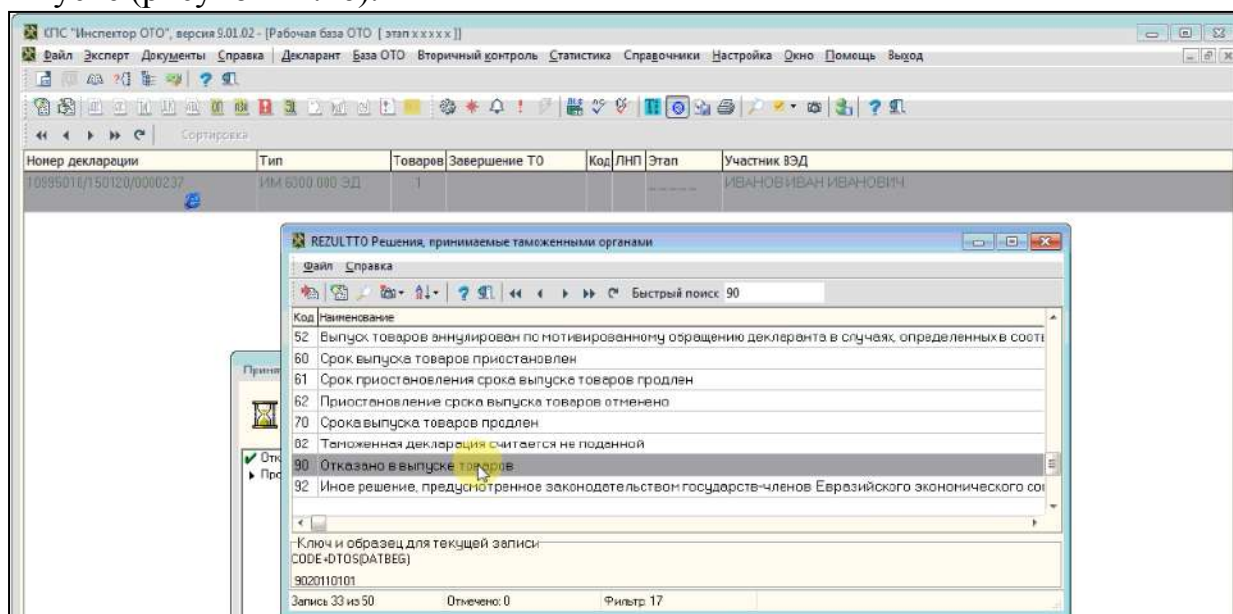 КПС "Инспектор ОТО", версия 9.01.02 - [Рабочая база ОТО [ этап x x x x x ]]
Файл Эксперт Документы Справка Декларант База ОТО Вторичный контроль Статистика Справочники Настройка Окно Помощь Выход
Сортировка
Номер декларации Тип Товаров Завершение ТО Код ЛНП Этап Участник ВЭД
/150120/0000237 ИМ 6000 000 ЭД 1 _ _ _ _ _ ИВАНОВ ИВАН ИВАНОВИЧ
REZULTTO Решения, принимаемые таможенными органами
Файл Справка
Быстрый поиск 90
Код Наименование
52 Выпуск товаров аннулирован по мотивированному обращению декларанта в случаях, определенных в соотв
60 Срок выпуска товаров приостановлен
61 Срок приостановления срока выпуска товаров продлен
62 Приостановление срока выпуска товаров отменено
70 Срока выпуска товаров продлен
82 Таможенная декларация считается не поданной
90 Отказано в выпуске товаров
92 Иное решение, предусмотренное законодательством государств-членов Евразийского экономического сою
Приня
Отк
Про
Ключ и образец для текущей записи
CODE+DTOS(DATBEG)
9020110101
Запись 33 из 50 Отмечено: 0 Фильтр 17